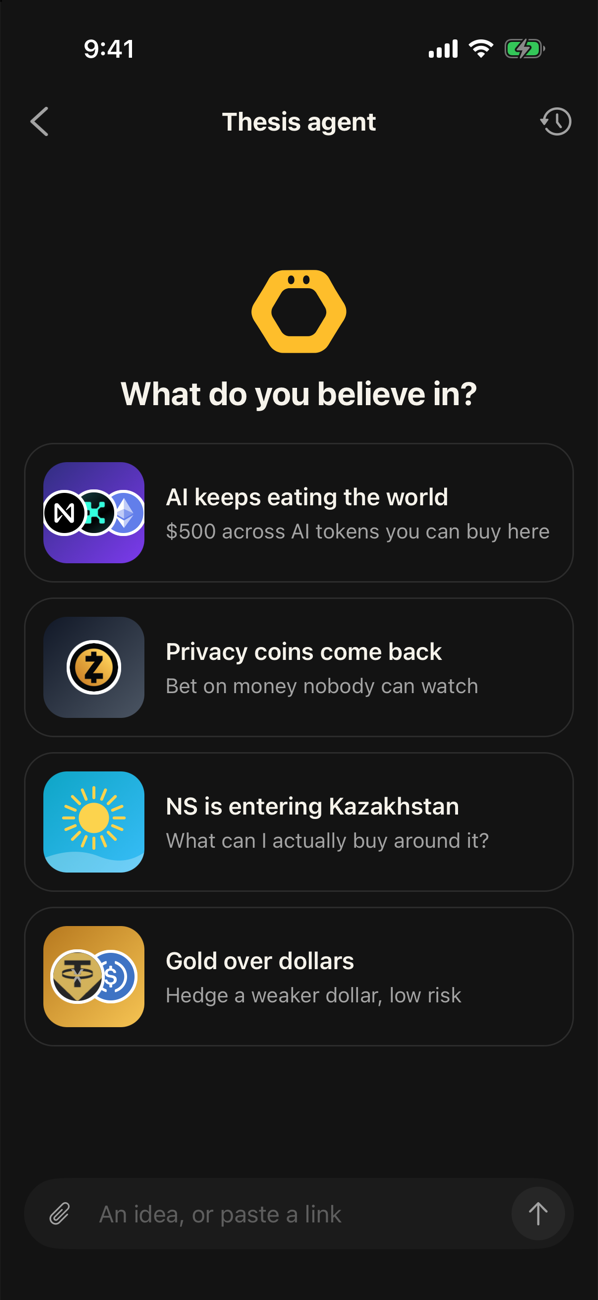 9:41
Thesis agent
What do you believe in?
AI keeps eating the world
$500 across AI tokens you can buy here
Privacy coins come back
Bet on money nobody can watch
NS is entering Kazakhstan
What can I actually buy around it?
Gold over dollars
Hedge a weaker dollar, low risk
An idea, or paste a link